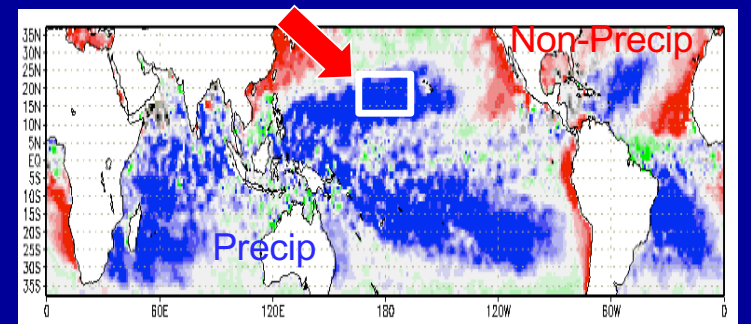 35N
30N
25N
20N
15N
10N
5N
EQ
5S
10S
15S
20S
25S
30S
35S
Non-Precip
Precip
0 60E 120E 180 120W 60W 0